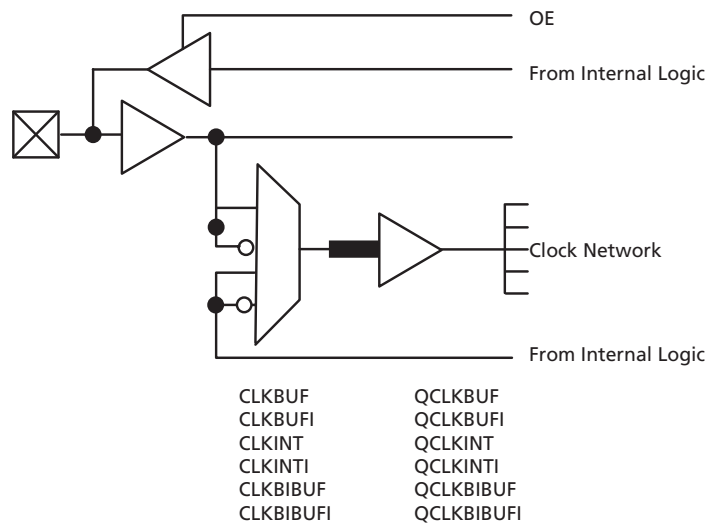 OE
From Internal Logic
Clock Network
From Internal Logic
CLKBUF QCLKBUF
CLKBUFI QCLKBUFI
CLKINT QCLKINT
CLKINTI QCLKINTI
CLKBIBUF QCLKBIBUF
CLKBIBUFI QCLKBIBUFI